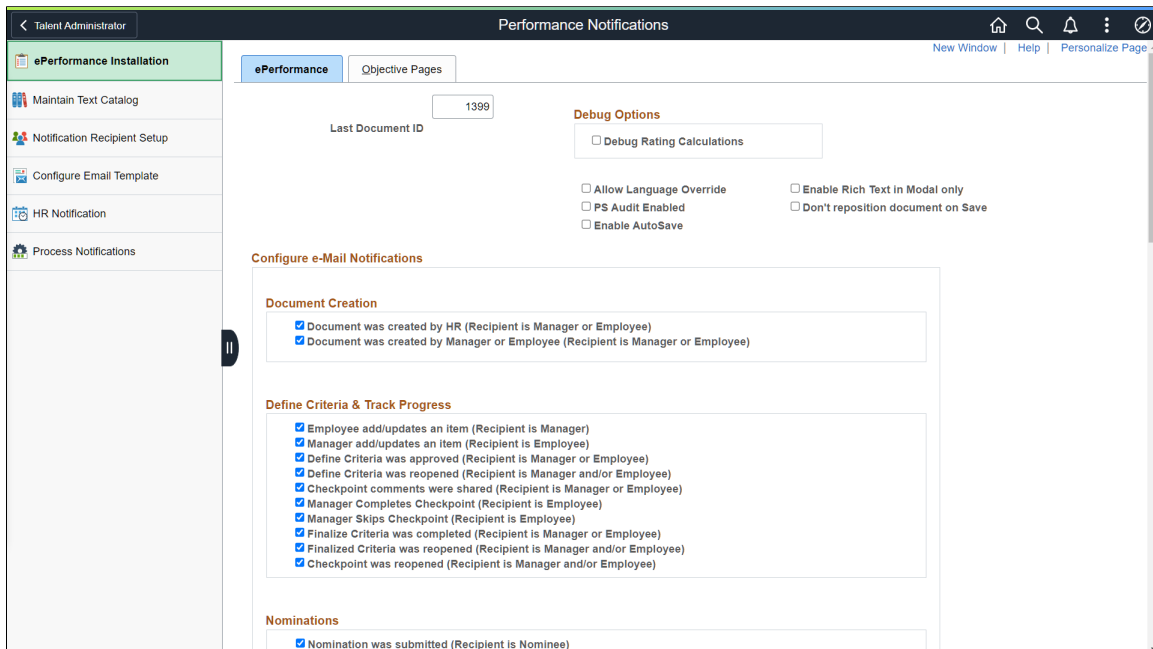 Talent Administrator
Performance Notifications
New Window | Help | Personalize Page
ePerformance Installation
Maintain Text Catalog
Notification Recipient Setup
Configure Email Template
HR Notification
Process Notifications
ePerformance
Objective Pages
1399
Last Document ID
Debug Options
Debug Rating Calculations
Allow Language Override
Enable Rich Text in Modal only
PS Audit Enabled
Don't reposition document on Save
Enable AutoSave
Configure e-Mail Notifications
Document Creation
Document was created by HR (Recipient is Manager or Employee)
Document was created by Manager or Employee (Recipient is Manager or Employee)
Define Criteria & Track Progress
Employee add/updates an item (Recipient is Manager)
Manager add/updates an item (Recipient is Employee)
Define Criteria was approved (Recipient is Manager or Employee)
Define Criteria was reopened (Recipient is Manager and/or Employee)
Checkpoint comments were shared (Recipient is Manager or Employee)
Manager Completes Checkpoint (Recipient is Employee)
Manager Skips Checkpoint (Recipient is Employee)
Finalize Criteria was completed (Recipient is Manager or Employee)
Finalized Criteria was reopened (Recipient is Manager and/or Employee)
Checkpoint was reopened (Recipient is Manager and/or Employee)
Nominations
Nomination was submitted (Recipient is Nominee)